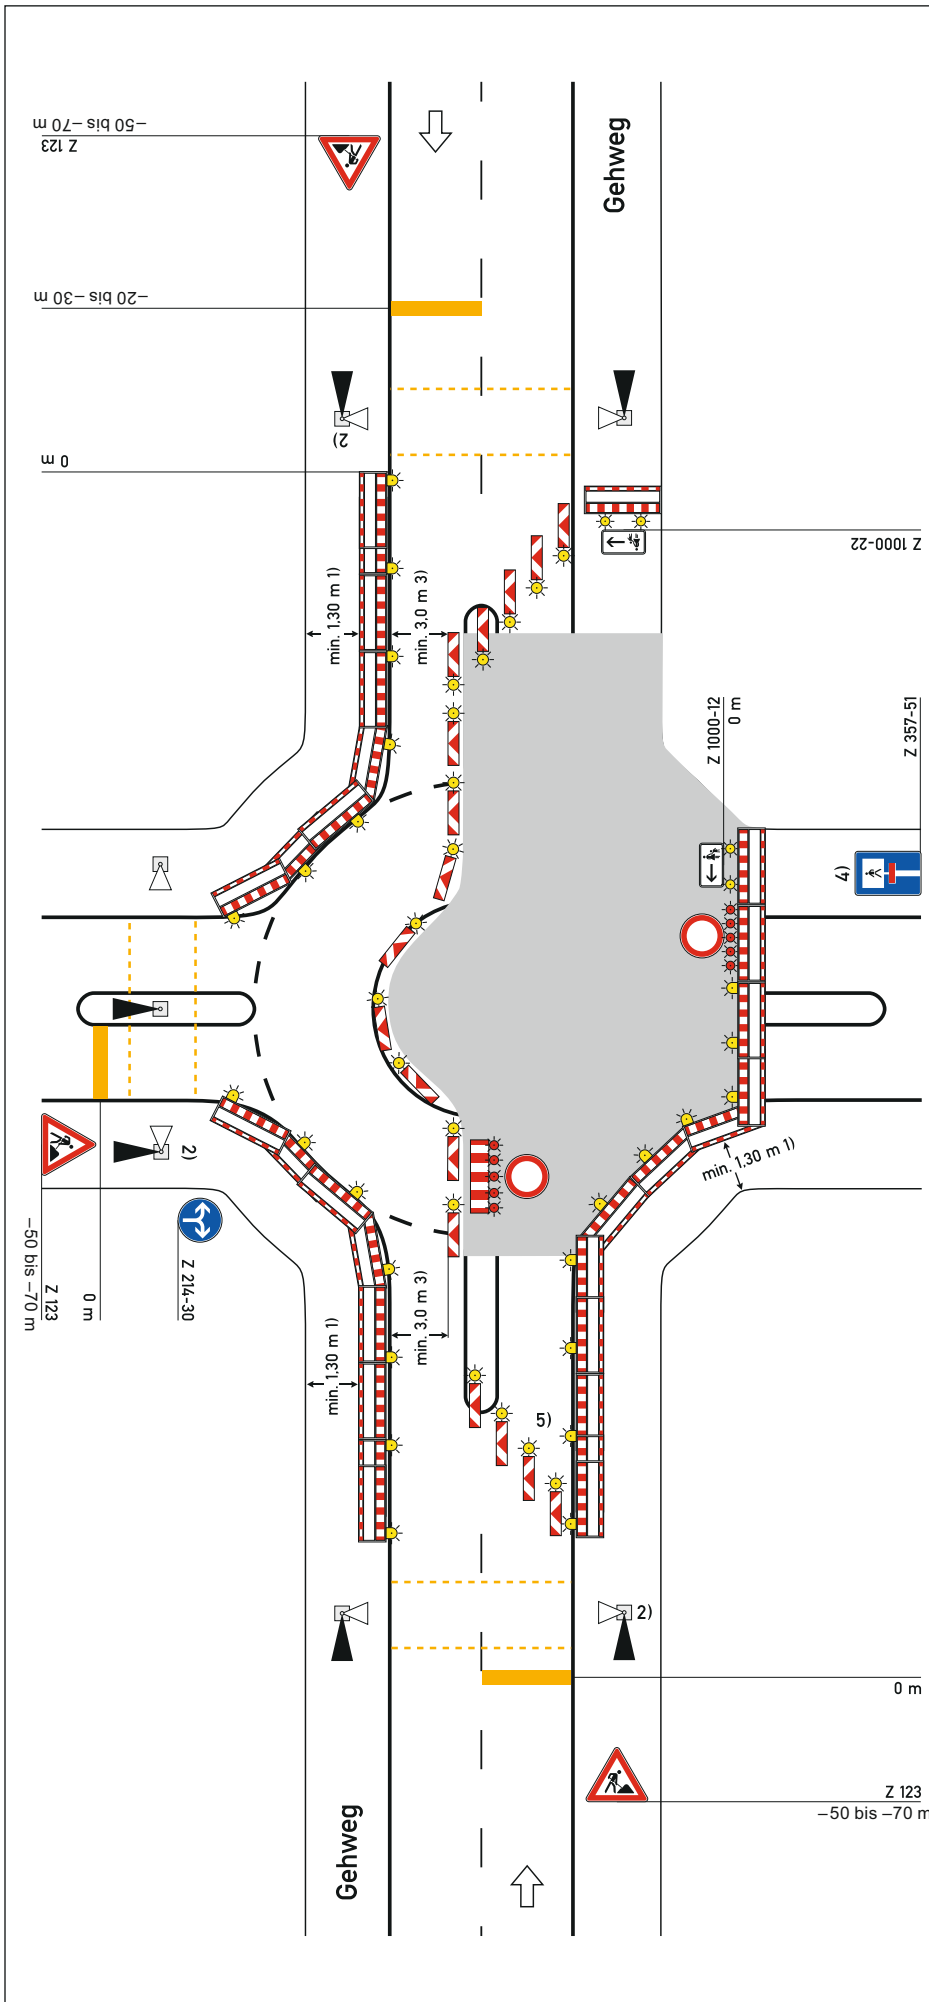 –50 bis –70 m
Z 123
Gehweg
–20 bis –30 m
2)
0 m
Z 1000-22
min. 1,30 m 1)
min. 3,0 m 3)
Z 1000-12
0 m
Z 357-51
4)
2)
min. 1,30 m 1)
–50 bis –70 m
Z 123
0 m
Z 214-30
min. 1,30 m 1)
min. 3,0 m 3)
5)
2)
0 m
Z 123
–50 bis –70 m
Gehweg